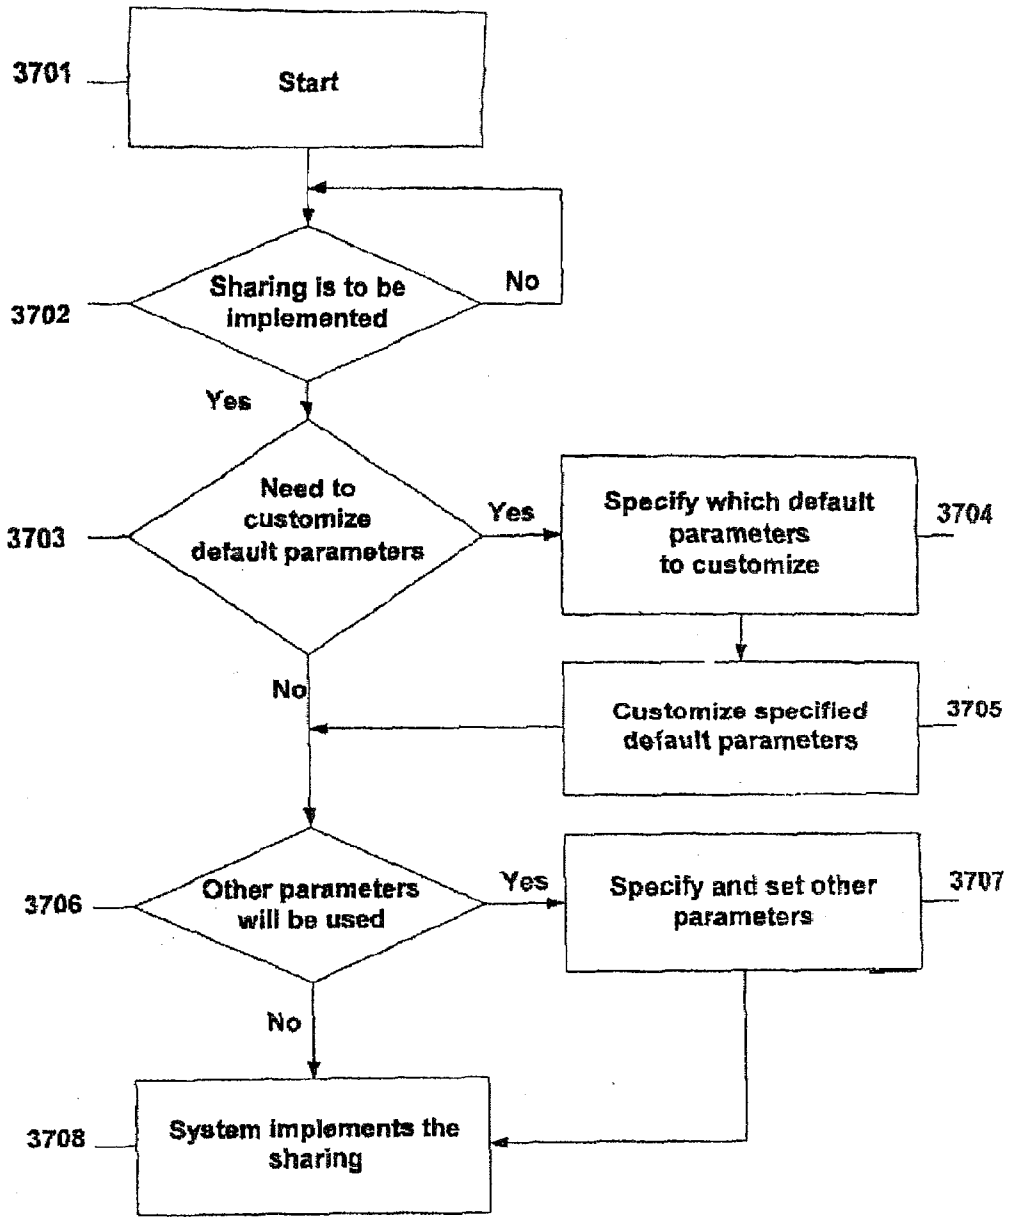 3701
Start
Sharing is to be
implemented
No
3702
Yes
Need to
customize
default parameters
3703
Yes
Specify which default
parameters
to customize
3704
No
Customize specified
default parameters
3705
Other parameters
will be used
3706
Yes
Specify and set other
parameters
3707
No
System implements the
sharing
3708